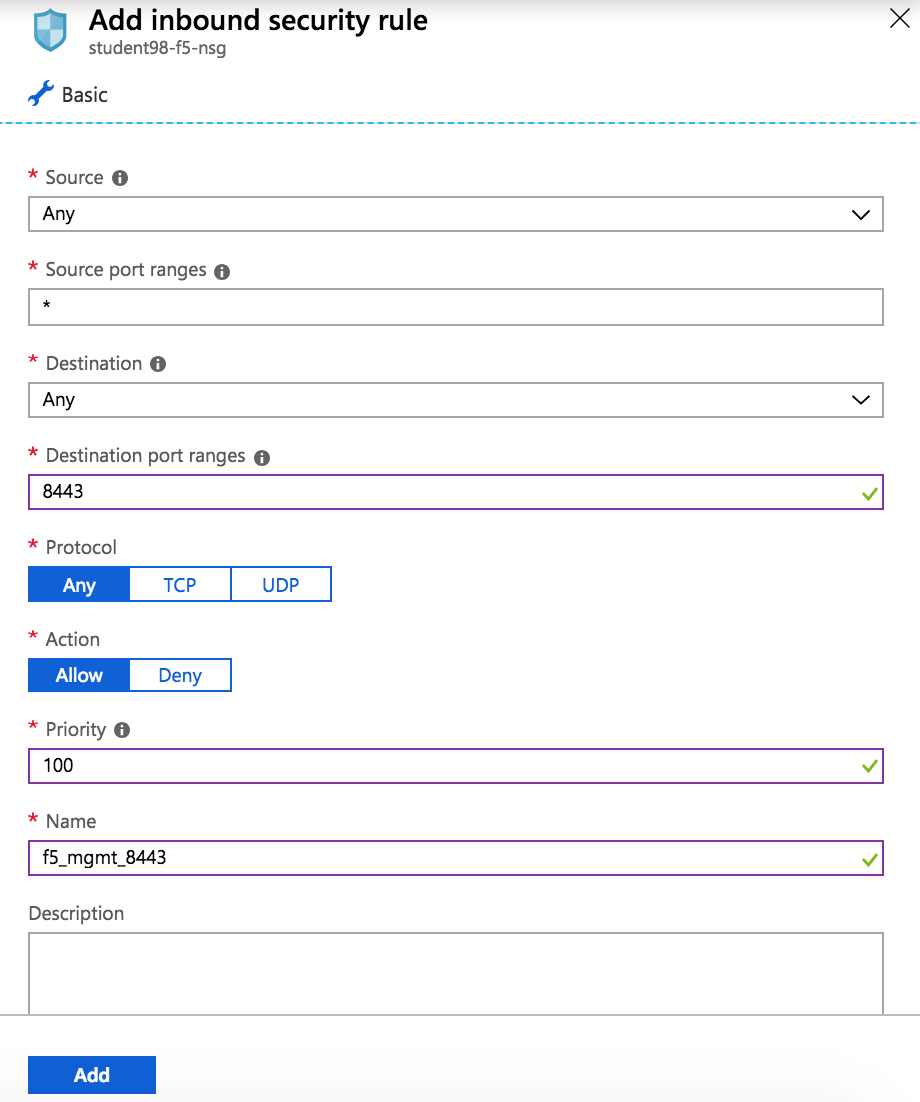 Add inbound security rule
student98-f5-nsg
Basic
* Source
Any
* Source port ranges
*
* Destination
Any
* Destination port ranges
8443
* Protocol
Any TCP UDP
* Action
Allow Deny
* Priority
100
* Name
f5_mgmt_8443
Description
Add